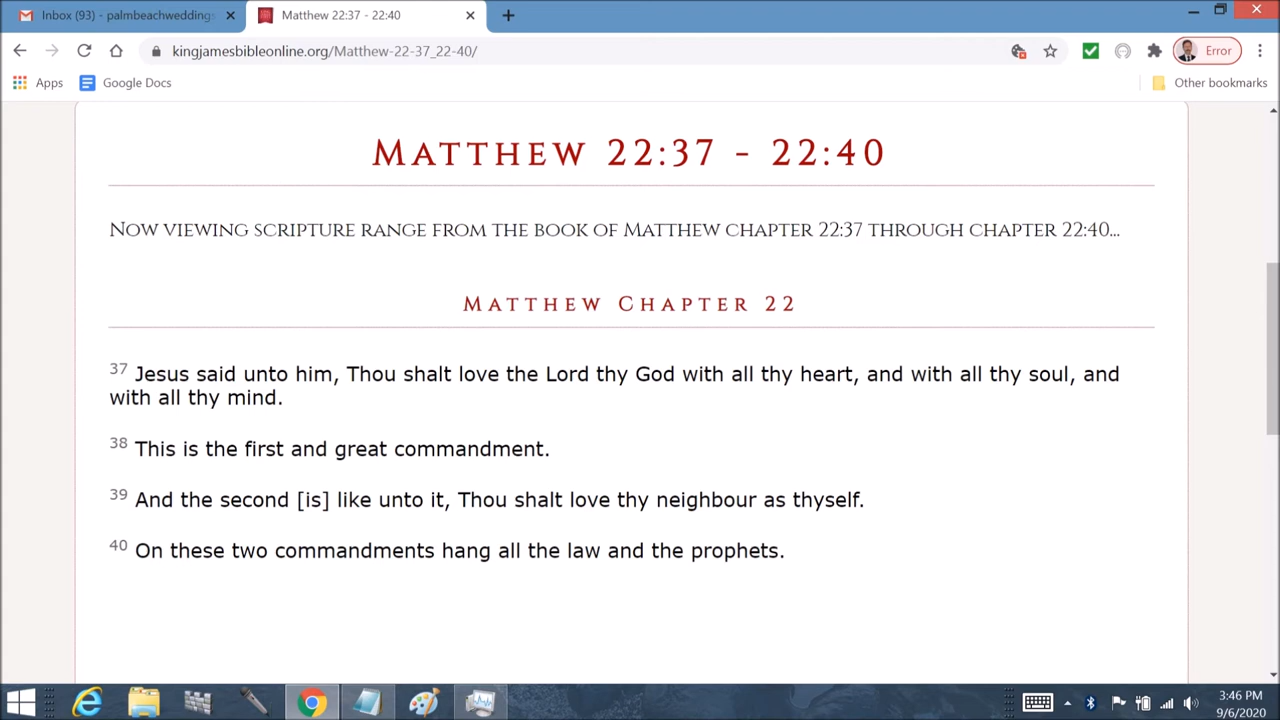 Inbox (93) - palmbeachwedding
Matthew 22:37 - 22:40
kingjamesbibleonline.org/Matthew-22-37_22-40/
Error
Apps
Google Docs
Other bookmarks
Matthew 22:37 - 22:40
Now viewing scripture range from the book of Matthew chapter 22:37 through chapter 22:40...
Matthew Chapter 22
37 Jesus said unto him, Thou shalt love the Lord thy God with all thy heart, and with all thy soul, and
with all thy mind.
38 This is the first and great commandment.
39 And the second [is] like unto it, Thou shalt love thy neighbour as thyself.
40 On these two commandments hang all the law and the prophets.
3:46 PM
9/6/2020